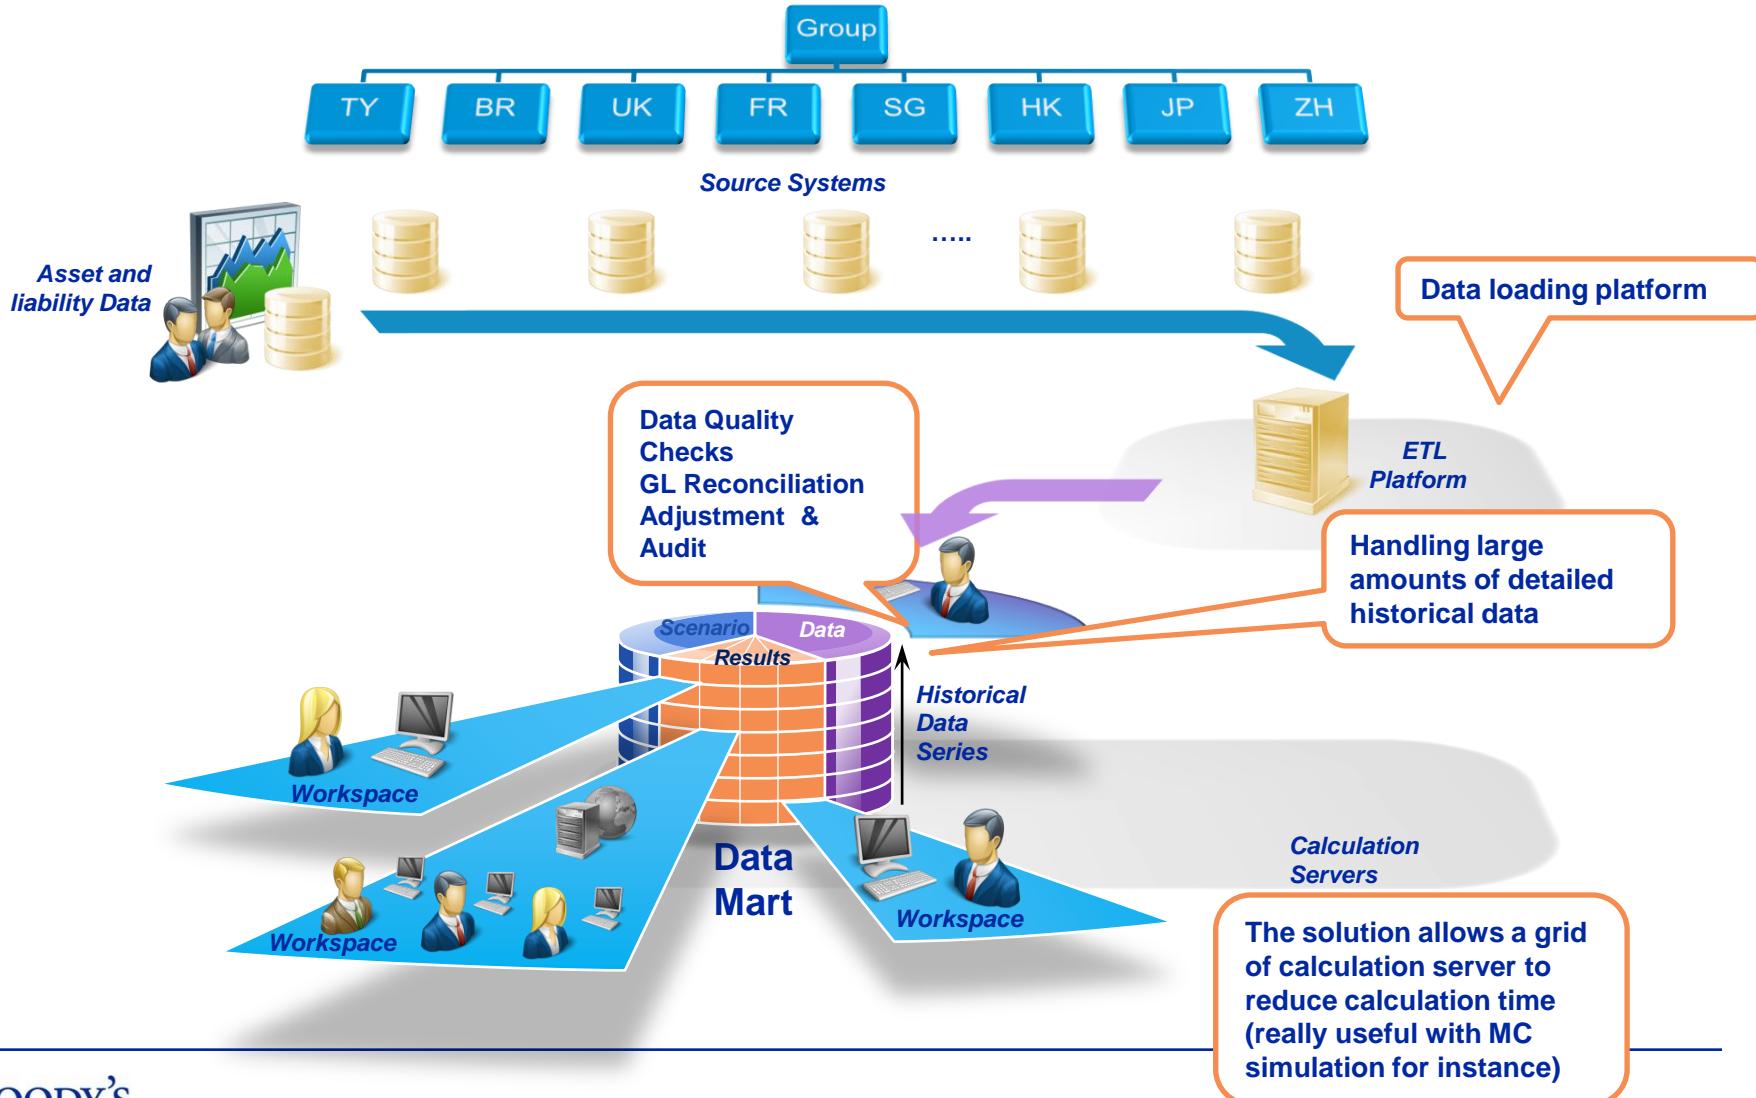 Group
TY BR UK FR SG HK JP ZH
Source Systems
.....
Asset and
liability Data
Data loading platform
Data Quality
Checks
GL Reconciliation
Adjustment &
Audit
ETL
Platform
Handling large
amounts of detailed
historical data
Scenario
Data
Results
Historical
Data
Series
Workspace
Workspace
Workspace
Data
Mart
Calculation
Servers
The solution allows a grid
of calculation server to
reduce calculation time
(really useful with MC
simulation for instance)
OODY'S